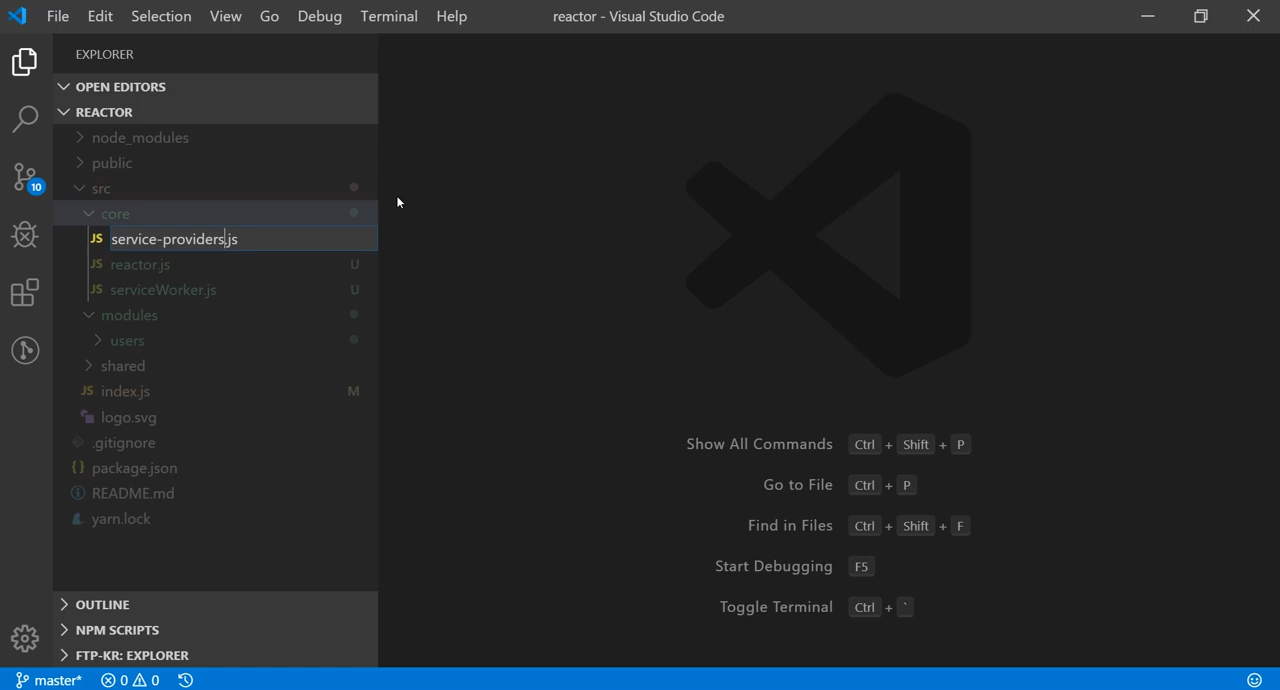 File Edit Selection View Go Debug Terminal Help reactor - Visual Studio Code
EXPLORER
OPEN EDITORS
REACTOR
node_modules
public
src
10
core
JS service-providers.js
JS reactor.js U
JS serviceWorker.js U
modules
users
shared
JS index.js M
logo.svg
.gitignore
{} package.json
README.md
yarn.lock
Show All Commands Ctrl + Shift + P
Go to File Ctrl + P
Find in Files Ctrl + Shift + F
Start Debugging F5
Toggle Terminal Ctrl + `
OUTLINE
NPM SCRIPTS
FTP-KR: EXPLORER
master* 0 0